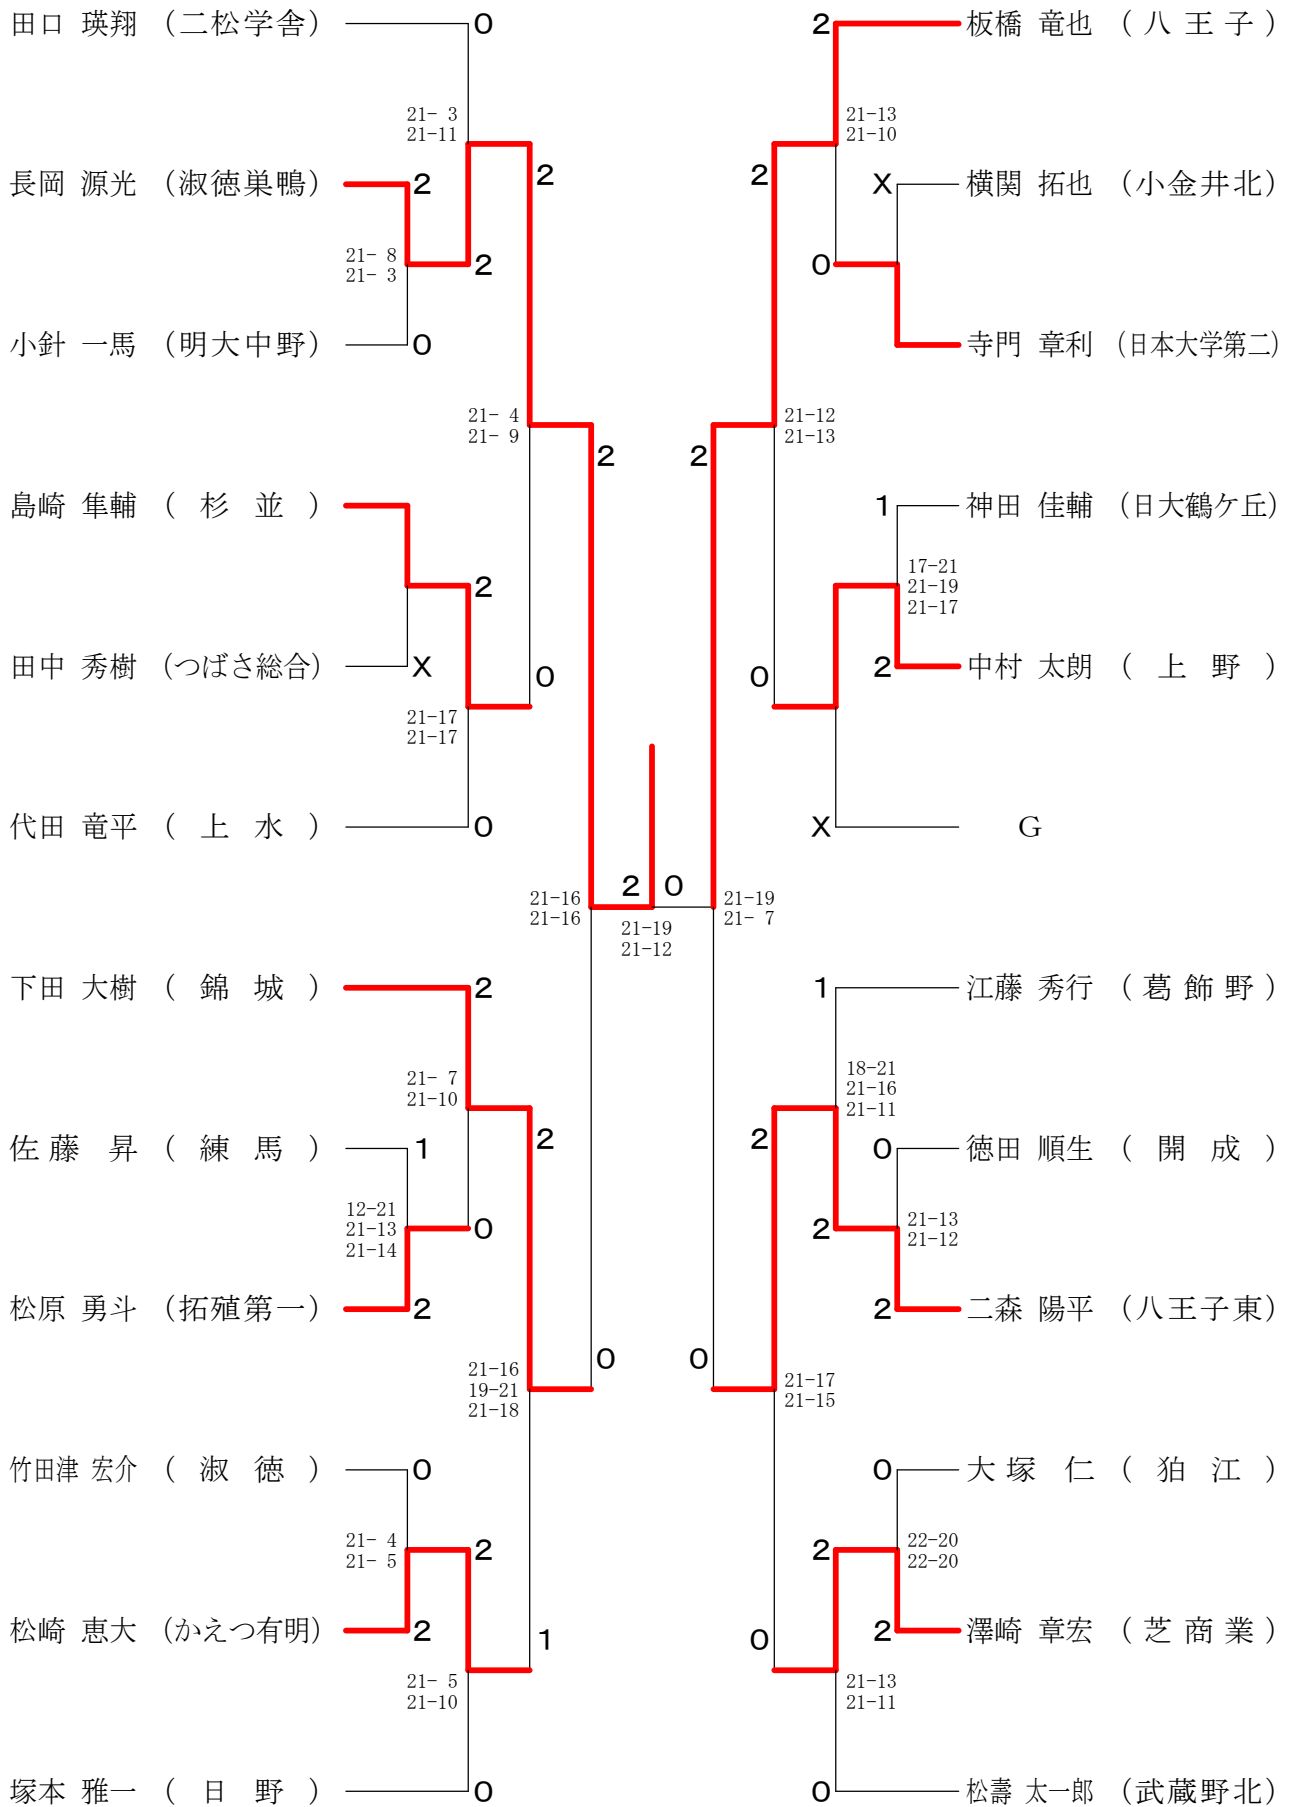 田口 瑛翔 (二松学舎) 0
21- 3
21-11
2
長岡 源光 (淑徳巣鴨) 2
21- 8
21- 3
2
小針 一馬 (明大中野) 0
21- 4
21- 9
2
島崎 隼輔 ( 杉 並 )
2
田中 秀樹 (つばさ総合) X
0
21-17
21-17
代田 竜平 ( 上 水 ) 0
21-16
21-16
2 0
21-19
21-12
下田 大樹 ( 錦 城 ) 2
21- 7
21-10
2
佐藤 昇 ( 練 馬 ) 1
12-21
21-13
21-14
0
松原 勇斗 (拓殖第一) 2
0
21-16
19-21
21-18
竹田津 宏介 ( 淑 徳 ) 0
21- 4
21- 5
2
松崎 恵大 (かえつ有明) 2
1
21- 5
21-10
塚本 雅一 ( 日 野 ) 0
2 板橋 竜也 ( 八 王 子 )
21-13
21-10
2
X 横関 拓也 (小金井北)
0
寺門 章利 (日本大学第二)
21-12
21-13
2
1 神田 佳輔 (日大鶴ケ丘)
17-21
21-19
21-17
2 中村 太朗 ( 上 野 )
0
X G
21-19
21- 7
1 江藤 秀行 ( 葛 飾 野 )
18-21
21-16
21-11
2
0 徳田 順生 ( 開 成 )
2
21-13
21-12
2 二森 陽平 (八王子東)
0
21-17
21-15
0 大塚 仁 ( 狛 江 )
2
22-20
22-20
2 澤崎 章宏 ( 芝 商 業 )
0
21-13
21-11
0 松壽 太一郎 (武蔵野北)